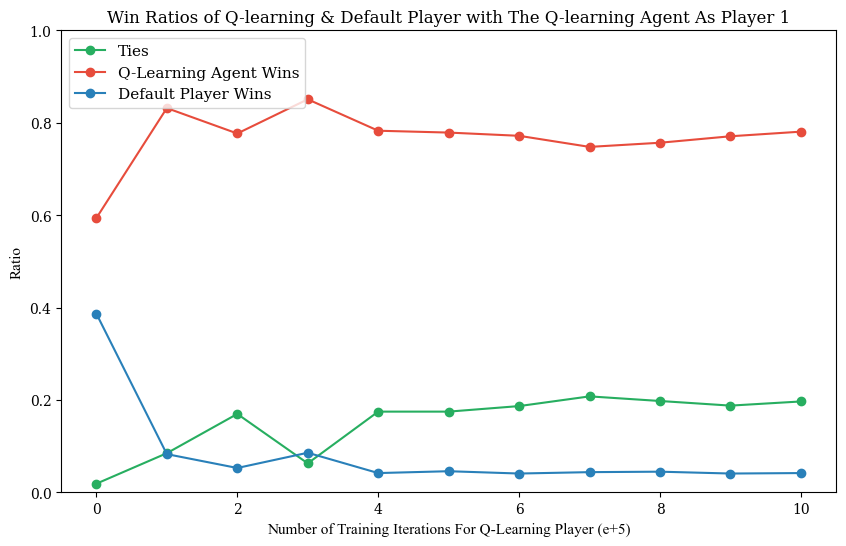 Win Ratios of Q-learning & Default Player with The Q-learning Agent As Player 1
1.0
0.8
0.6
0.4
0.2
0.0
Ratio
Ties
Q-Learning Agent Wins
Default Player Wins
0 2 4 6 8 10
Number of Training Iterations For Q-Learning Player (e+5)